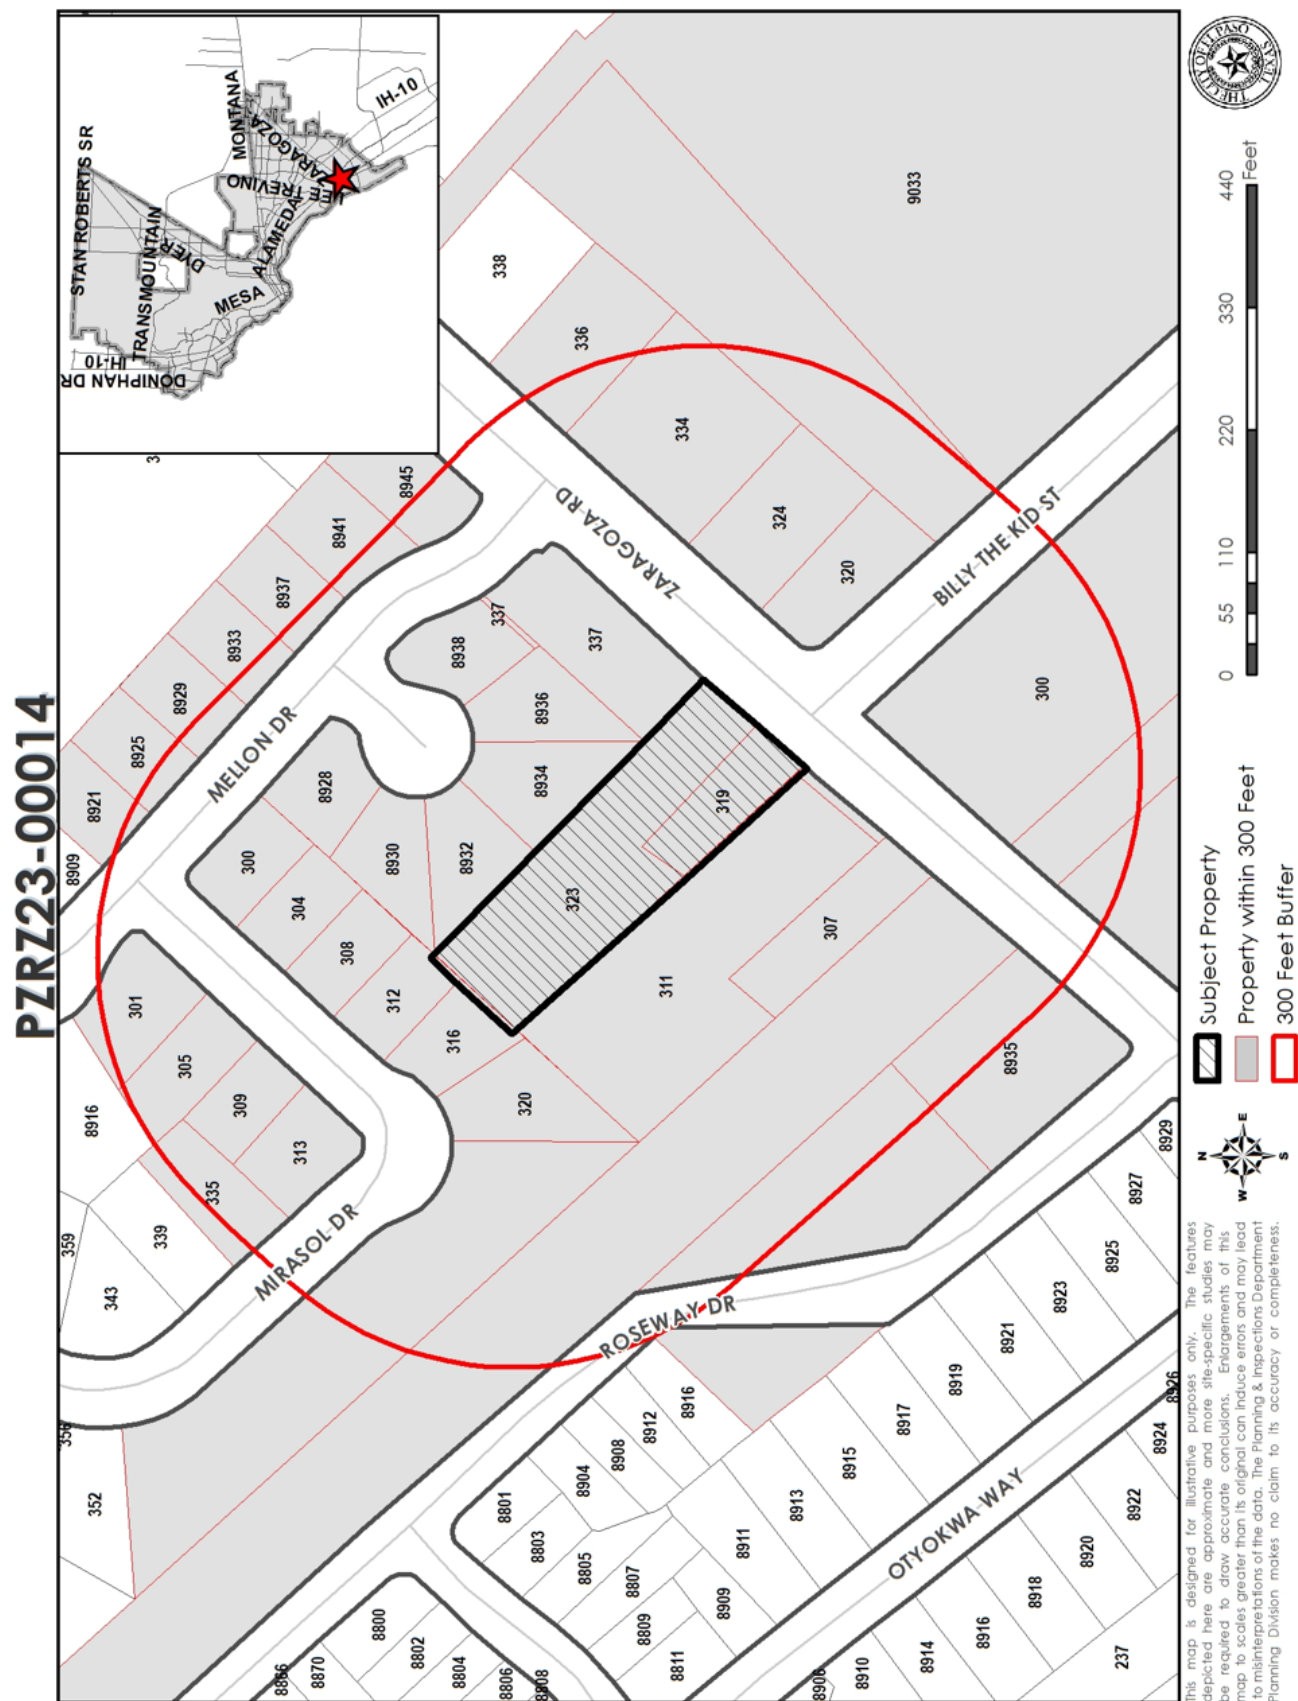 PZRZ23-00014
STAN ROBERTS SR
MONTANA
TRANSMOUNTAIN
DYER
ZARAGOZA
LEE TREVINO
ALAMEDA
MESA
IH-10
IH-10
DONIPHAN DR
8909
8921
8925
8929
8933
8937
8941
8945
3
338
336
334
324
320
9033
MELLON DR
ZARAGOZA RD
BILLY THE KID ST
337
337
8938
8936
8934
8932
8930
8928
300
304
308
312
316
320
323
319
311
307
300
301
305
309
313
335
339
343
359
8916
8935
MIRASOL DR
ROSEWAY DR
OTYOKWA WAY
352
8801
8803
8805
8807
8809
8811
8904
8908
8912
8916
8909
8911
8913
8915
8917
8919
8921
8923
8925
8927
8929
8800
8802
8804
8806
8808
8866
8870
8906
8910
8914
8916
8918
8920
8922
8924
8926
237
This map is designed for illustrative purposes only. The features
depicted here are approximate and more site-specific studies may
be required to draw accurate conclusions. Enlargements of this
map to scales greater than its original can induce errors and may lead
to misinterpretations of the data. The Planning & Inspections Department
Planning Division makes no claim to its accuracy or completeness.
N
W
E
S
Subject Property
Property within 300 Feet
300 Feet Buffer
0 55 110 220 330 440
Feet
THE CITY OF EL PASO
TEXAS